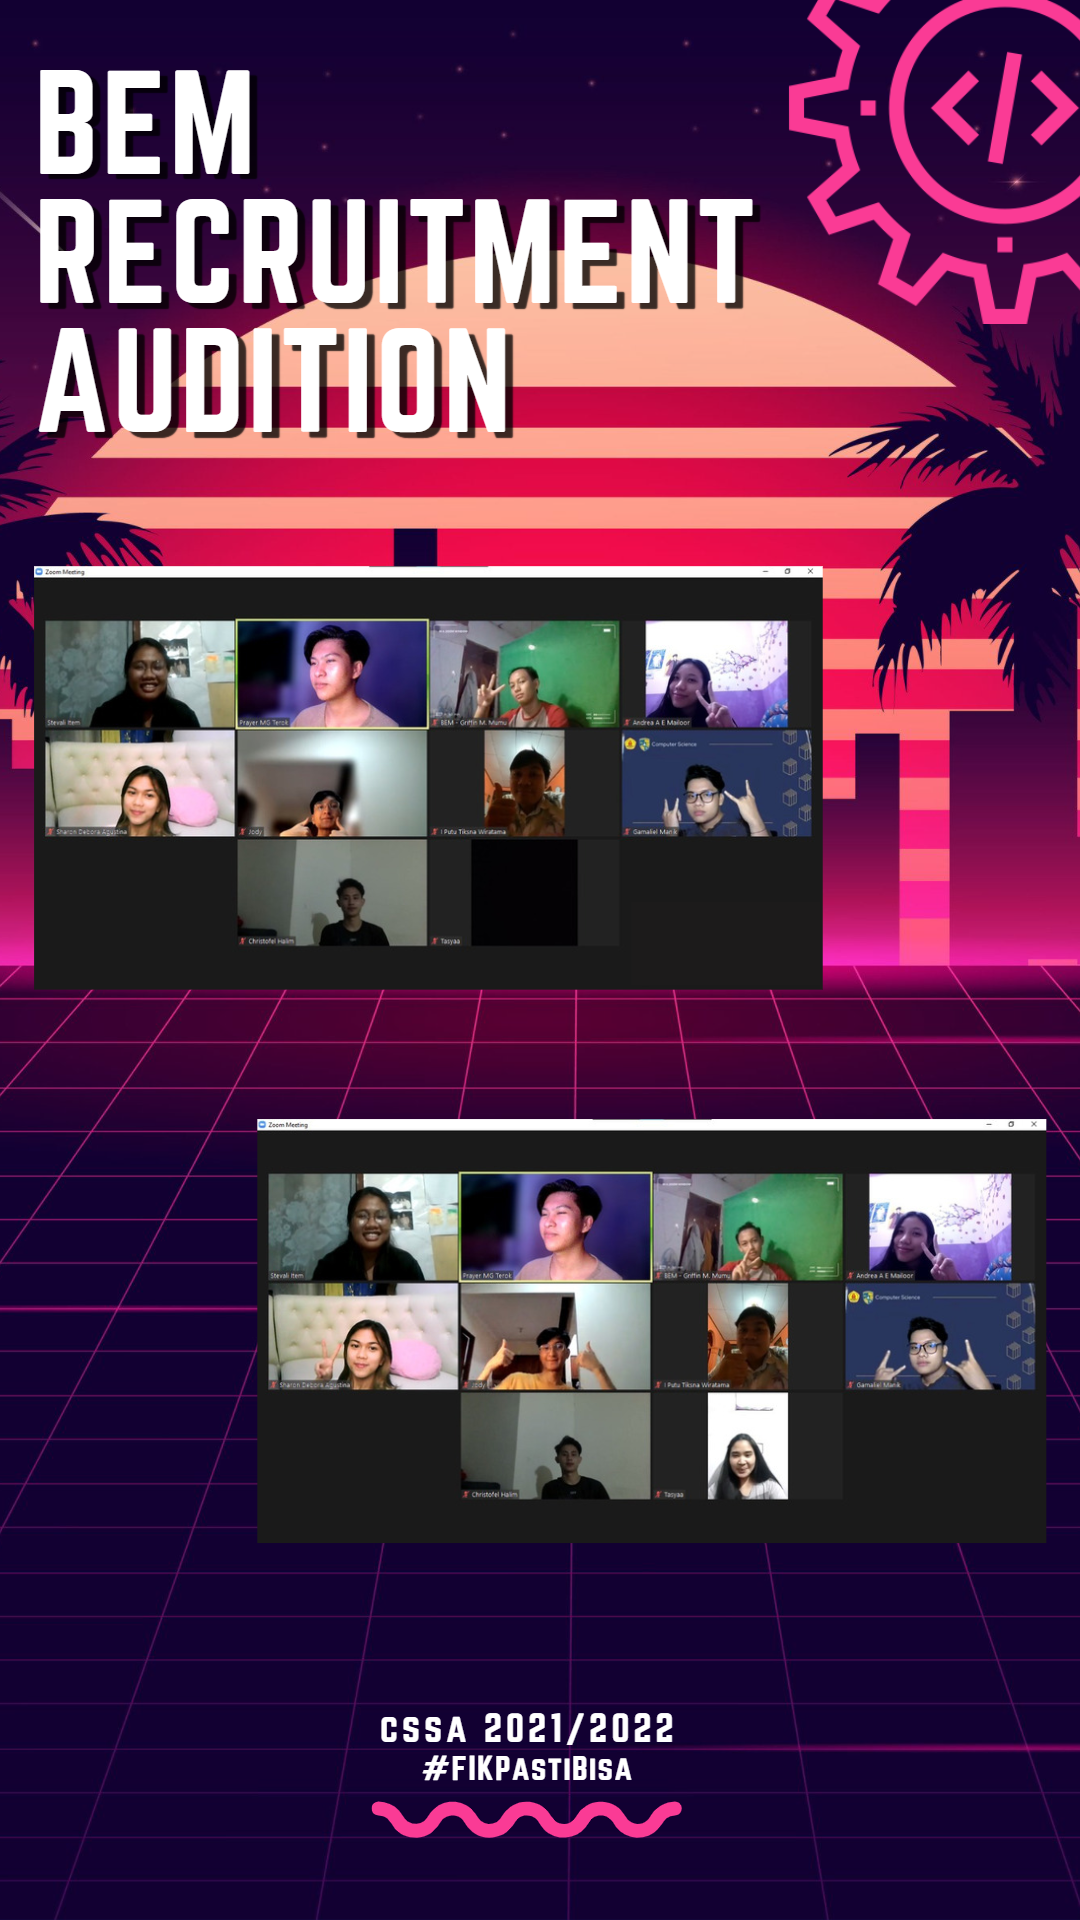 BEM
RECRUITMENT
AUDITION
</>
Zoom Meeting
Stevali Item
Prayer MG Terok
BEM - Griffin M. Mumu
Andrea A E Mailoor
Computer Science
Sharon Debora Agustina
Jody
I Putu Tiksna Wiratama
Gamaliel Manik
Christofel Halim
Tasyaa
Zoom Meeting
Stevali Item
Prayer MG Terok
BEM - Griffin M. Mumu
Andrea A E Mailoor
Computer Science
Sharon Debora Agustina
Jody
I Putu Tiksna Wiratama
Gamaliel Manik
Christofel Halim
Tasyaa
CSSA 2021/2022
#FIKPastiBisa